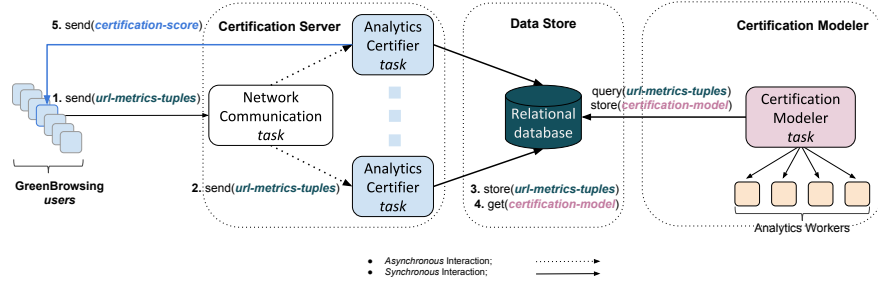 5. send(certification-score)
Certification Server
Analytics
Certifier
task
Data Store
Certification Modeler
1. send(url-metrics-tuples)
Network
Communication
task
Relational
database
query(url-metrics-tuples)
store(certification-model)
Certification
Modeler
task
GreenBrowsing
users
2. send(url-metrics-tuples)
Analytics
Certifier
task
3. store(url-metrics-tuples)
4. get(certification-model)
Analytics Workers
● Asynchronous Interaction;
● Synchronous Interaction;